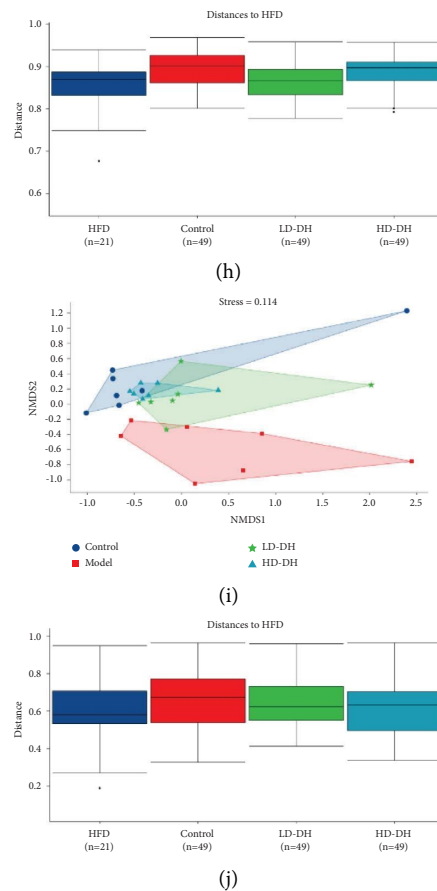 Distances to HFD
1.0
0.9
0.8
0.7
0.6
Distance
HFD
(n=21)
Control
(n=49)
LD-DH
(n=49)
HD-DH
(n=49)
(h)
Stress = 0.114
1.2
1.0
0.8
0.6
0.4
0.2
0.0
-0.2
-0.4
-0.6
-0.8
-1.0
NMDS2
-1.0
-0.5
0.0
0.5
1.0
1.5
2.0
2.5
NMDS1
Control
Model
LD-DH
HD-DH
(i)
Distances to HFD
1.0
0.8
0.6
0.4
0.2
Distance
HFD
(n=21)
Control
(n=49)
LD-DH
(n=49)
HD-DH
(n=49)
(j)